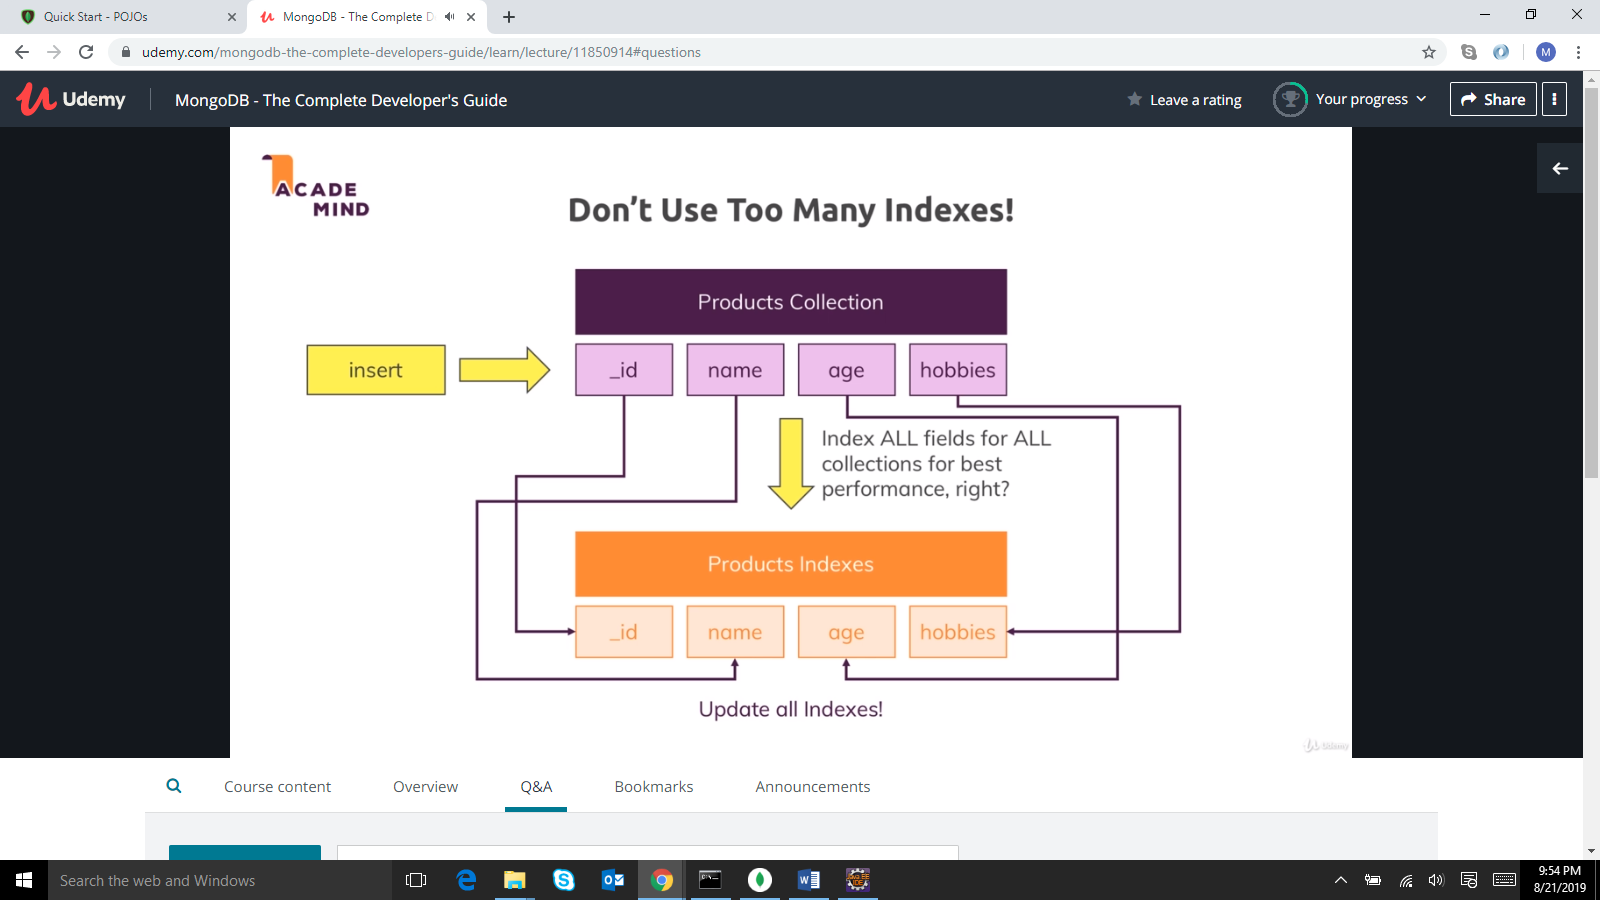 Quick Start - POJOs
MongoDB - The Complete D
udemy.com/mongodb-the-complete-developers-guide/learn/lecture/11850914#questions
M
Udemy
MongoDB - The Complete Developer's Guide
Leave a rating
Your progress
Share
ACADE
MIND
Don't Use Too Many Indexes!
Products Collection
insert
_id
name
age
hobbies
Index ALL fields for ALL
collections for best
performance, right?
Products Indexes
_id
name
age
hobbies
Update all Indexes!
Udemy
Course content
Overview
Q&A
Bookmarks
Announcements
Search the web and Windows
9:54 PM
8/21/2019